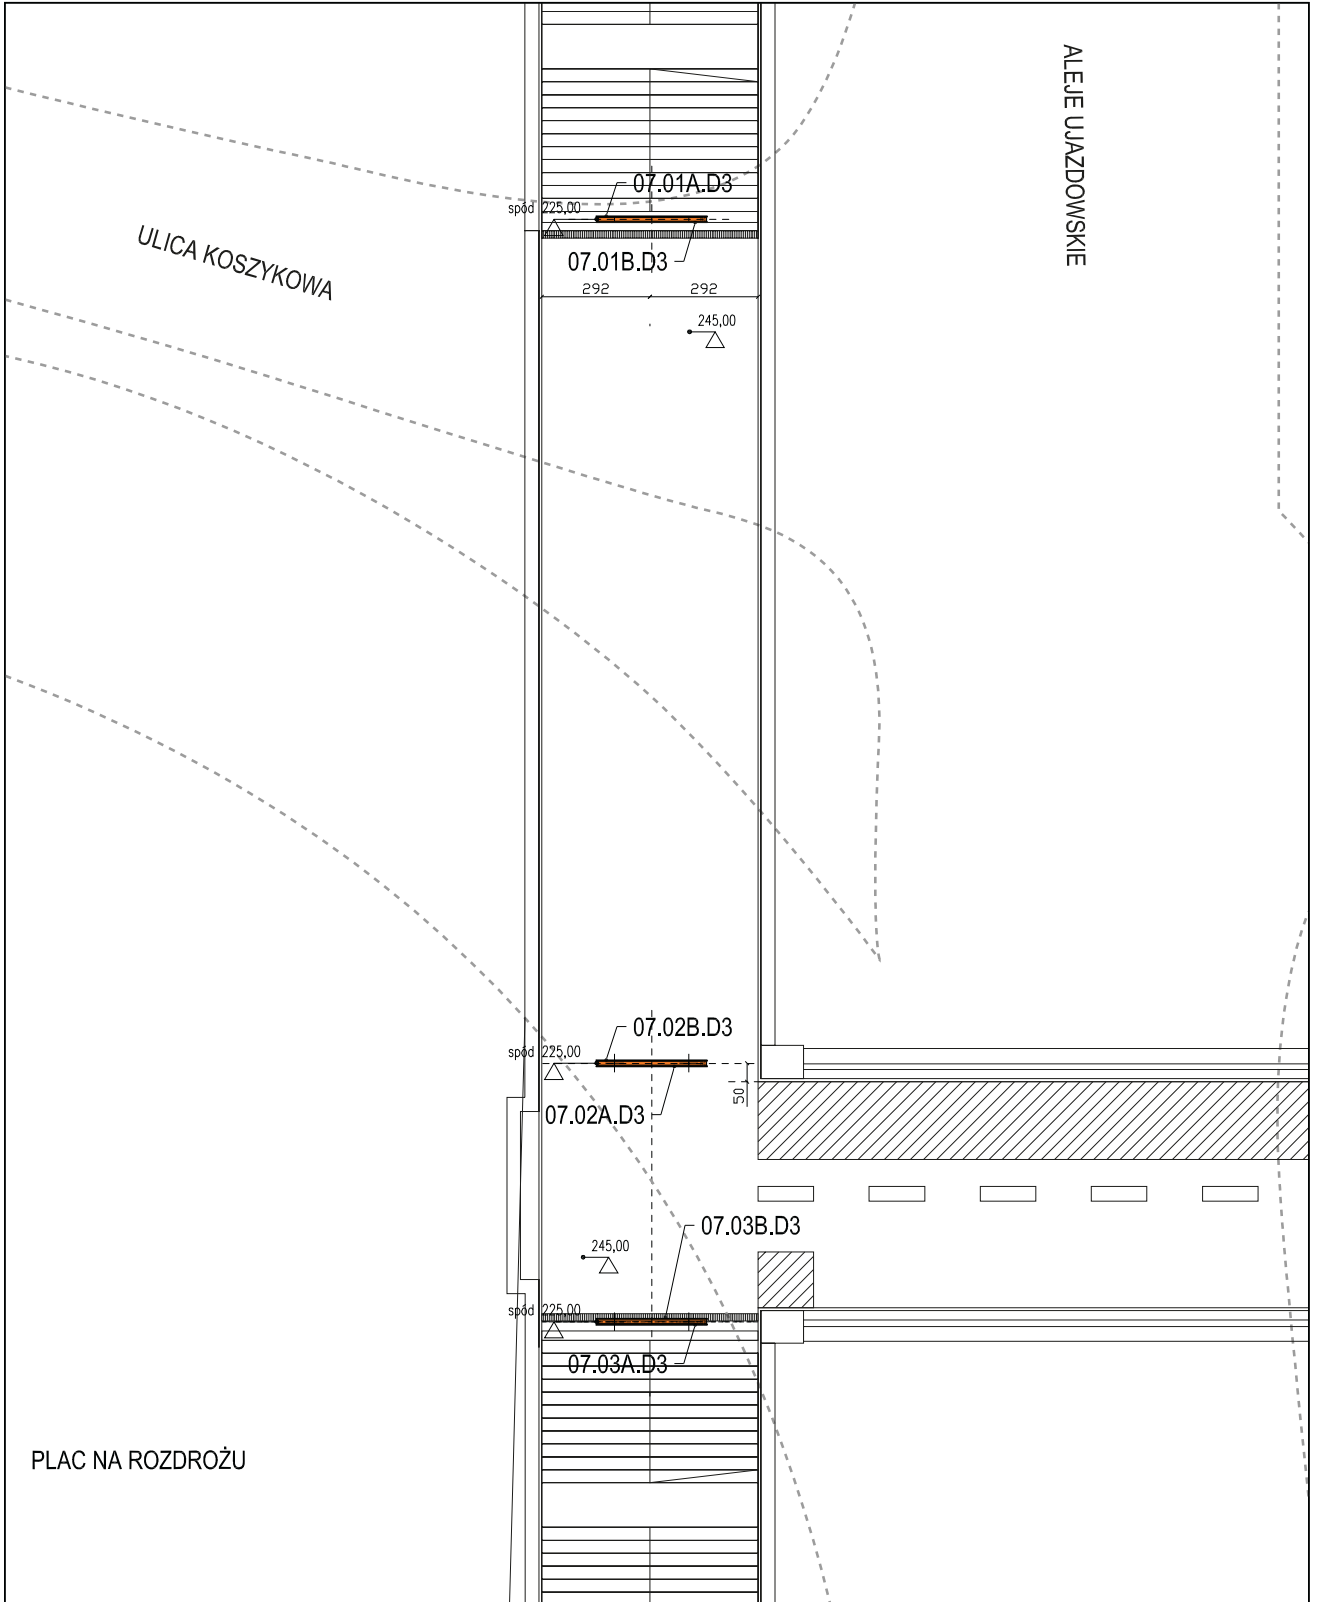 ALEJE UJAZDOWSKIE
07.01A.D3
spód 225,00
ULICA KOSZYKOWA
07.01B.D3
292 292
245,00
07.02B.D3
spód 225,00
50
07.02A.D3
07.03B.D3
245,00
spód 225,00
07.03A.D3
PLAC NA ROZDROŻU